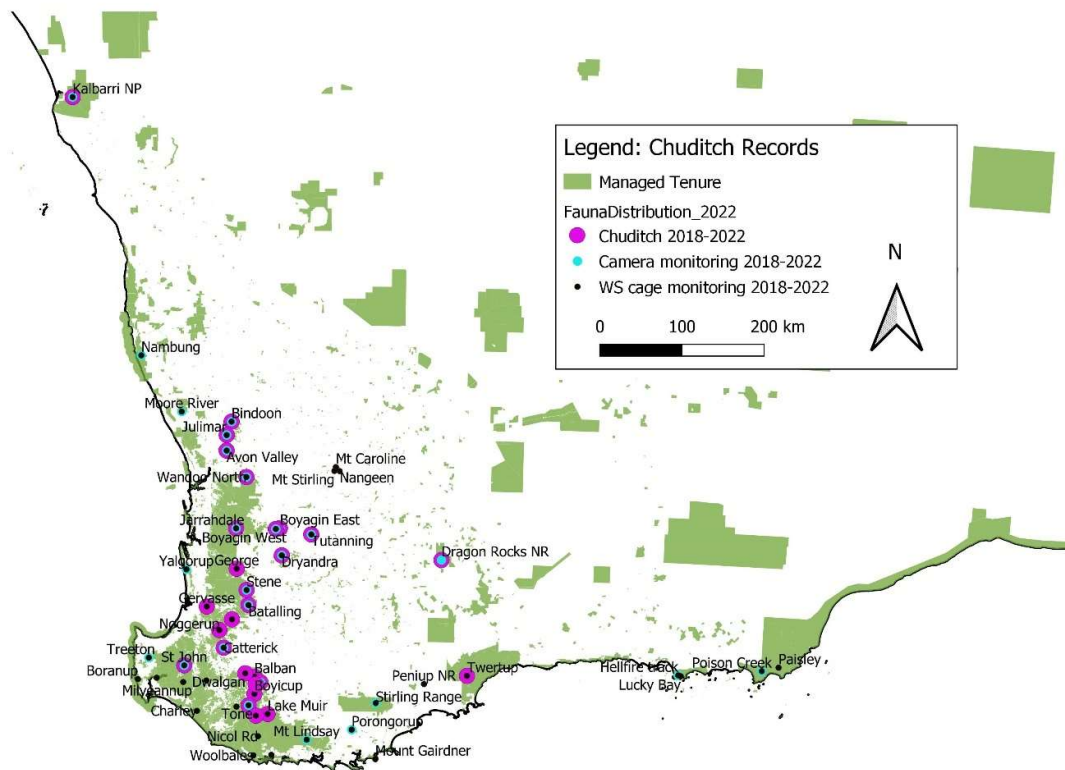 Kalbarri NP
Legend: Chuditch Records
Managed Tenure
FaunaDistribution_2022
Chuditch 2018-2022
Camera monitoring 2018-2022
WS cage monitoring 2018-2022
N
0 100 200 km
Nambung
Moore River
Bindoon
Julimar
Avon Valley
Mt Caroline
Wandoo North
Mt Stirling
Nangeen
Jarrahdale
Boyagin East
Boyagin West
Tutanning
Dragon Rocks NR
Yalgorup
George
Dryandra
Stene
Gervasse
Batalling
Noggerup
Catterick
Treeton
St John
Boranup
Balban
Peniup NR
Twertup
Hellfire back
Poison Creek
Paisley
Milyeannup
Dwalgan
Boyicup
Lucky Bay
Charley
Tone
Lake Muir
Stirling Range
Nicol Rd
Mt Lindsay
Porongorup
Woolbales
Mount Gairdner